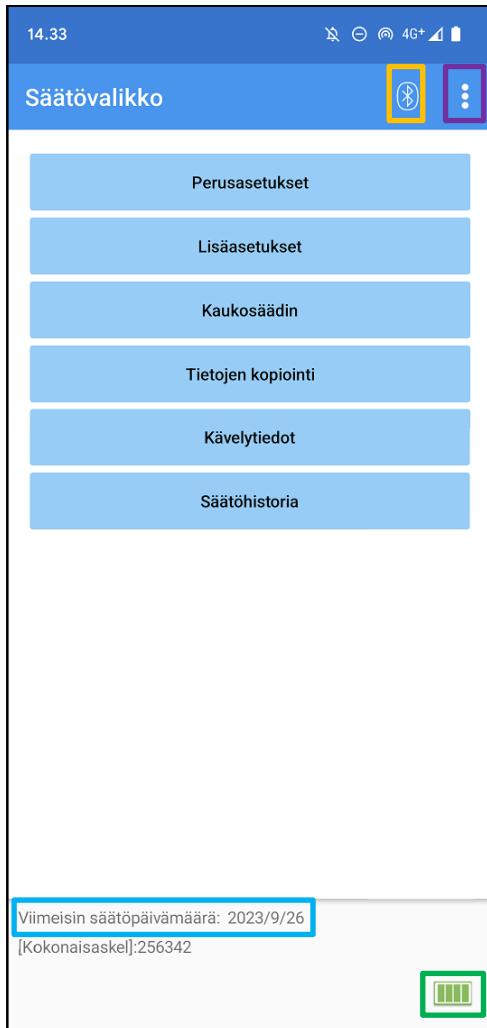 14.33
4G+
Säätövalikko
Perusasetukset
Lisäasetukset
Kaukosäädin
Tietojen kopiointi
Kävelytiedot
Säätöhistoria
Viimeisin säätöpäivämäärä: 2023/9/26
[Kokonaisaskel]:256342